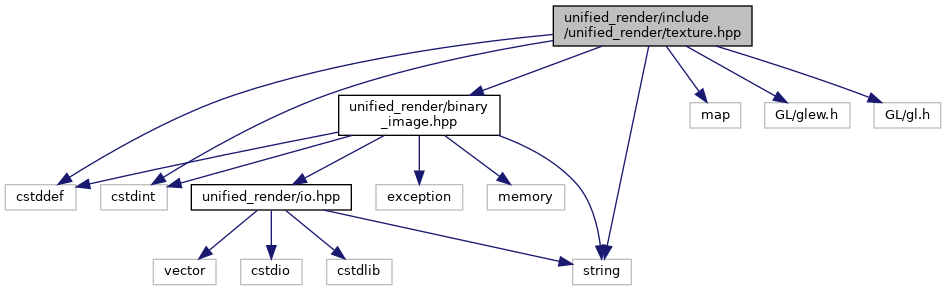 unified_render/include
/unified_render/texture.hpp
unified_render/binary
_image.hpp
map
GL/glew.h
GL/gl.h
cstddef
cstdint
unified_render/io.hpp
exception
memory
vector
cstdio
cstdlib
string